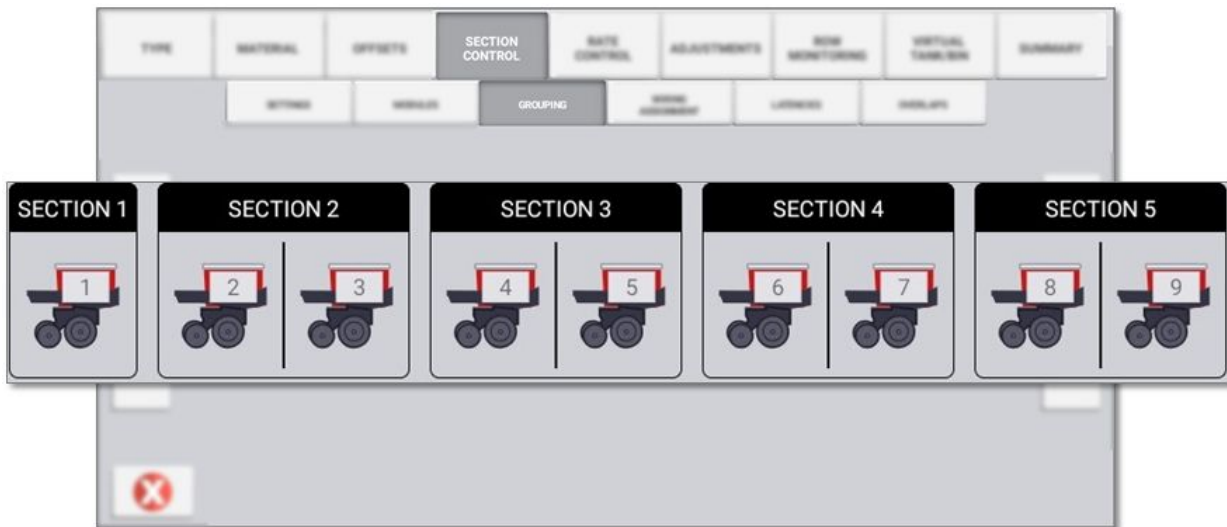 TYPE
MATERIAL
OFFSETS
SECTION
CONTROL
RATE
CONTROL
ADJUSTMENTS
ROW
MONITORING
VIRTUAL
TANK/BIN
SUMMARY
SETTINGS
MODULES
GROUPING
WIRING
ASSIGNMENT
LATENCIES
OVERLAPS
SECTION 1
SECTION 2
SECTION 3
SECTION 4
SECTION 5
1
2
3
4
5
6
7
8
9